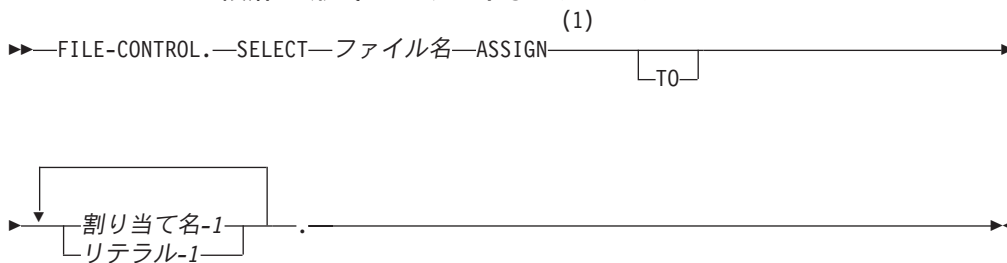 (1)
FILE-CONTROL. SELECT ファイル名 ASSIGN
TO
割り当て名-1 .
リテラル-1